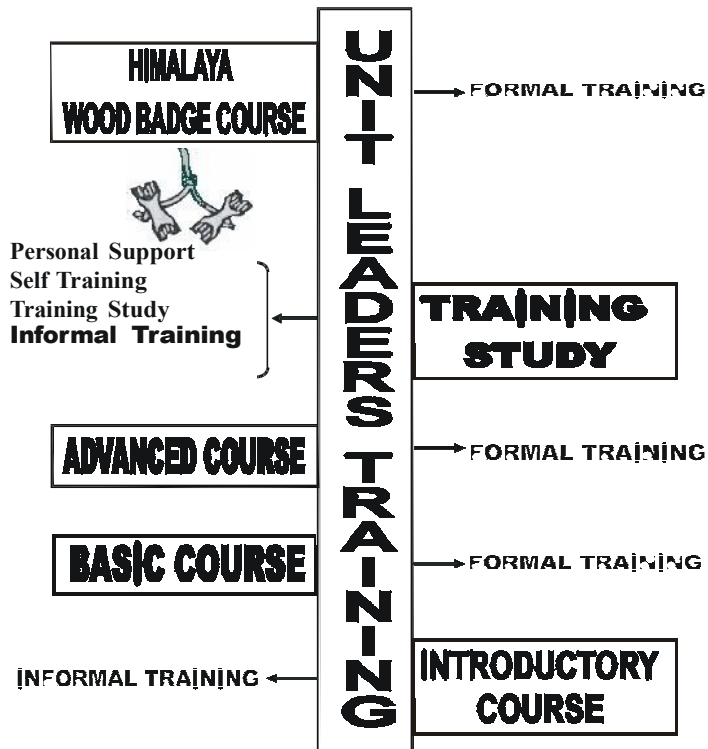 HIMALAYA
WOOD BADGE COURSE
UNIT LEADERS TRAINING
FORMAL TRAINING
Personal Support
Self Training
Training Study
Informal Training
TRAINING
STUDY
ADVANCED COURSE
FORMAL TRAINING
BASIC COURSE
FORMAL TRAINING
INFORMAL TRAINING
INTRODUCTORY
COURSE